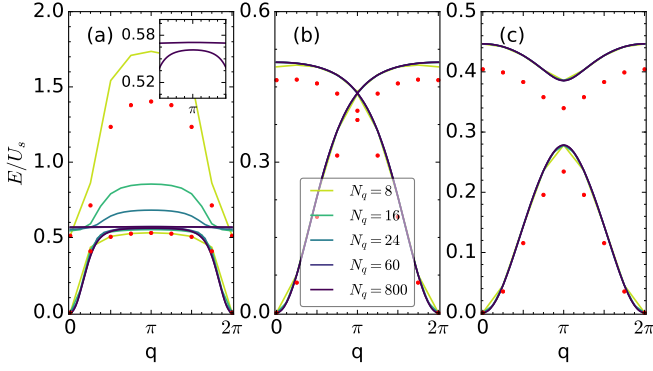 (a)
0.58
0.52
π
2.0
1.5
1.0
0.5
0.0
E/U_s
0
π
2π
q
(b)
0.6
0.3
0.0
N_q = 8
N_q = 16
N_q = 24
N_q = 60
N_q = 800
0
π
2π
q
(c)
0.5
0.4
0.3
0.2
0.1
0.0
0
π
2π
q